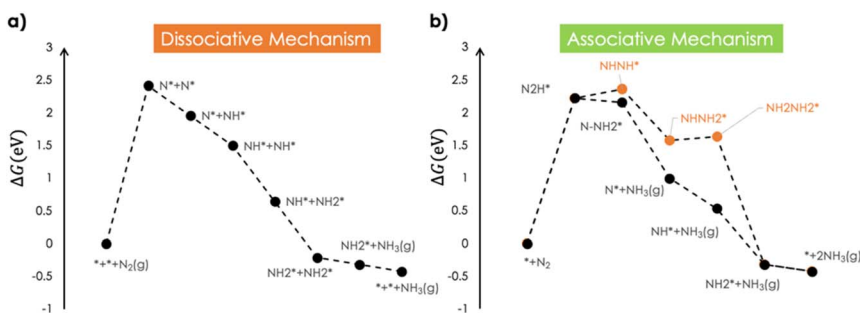 a)
Dissociative Mechanism
ΔG(eV)
3
2.5
2
1.5
1
0.5
0
-0.5
-1
N*+N*
N*+NH*
NH*+NH*
NH*+NH2*
*+*+N₂(g)
NH2*+NH2*
NH2*+NH₃(g)
*+*+NH₃(g)
b)
Associative Mechanism
ΔG(eV)
3
2.5
2
1.5
1
0.5
0
-0.5
-1
NHNH*
N2H*
N-NH2*
NHNH2*
NH2NH2*
N*+NH₃(g)
NH*+NH₃(g)
*+N₂
NH2*+NH₃(g)
*+2NH₃(g)